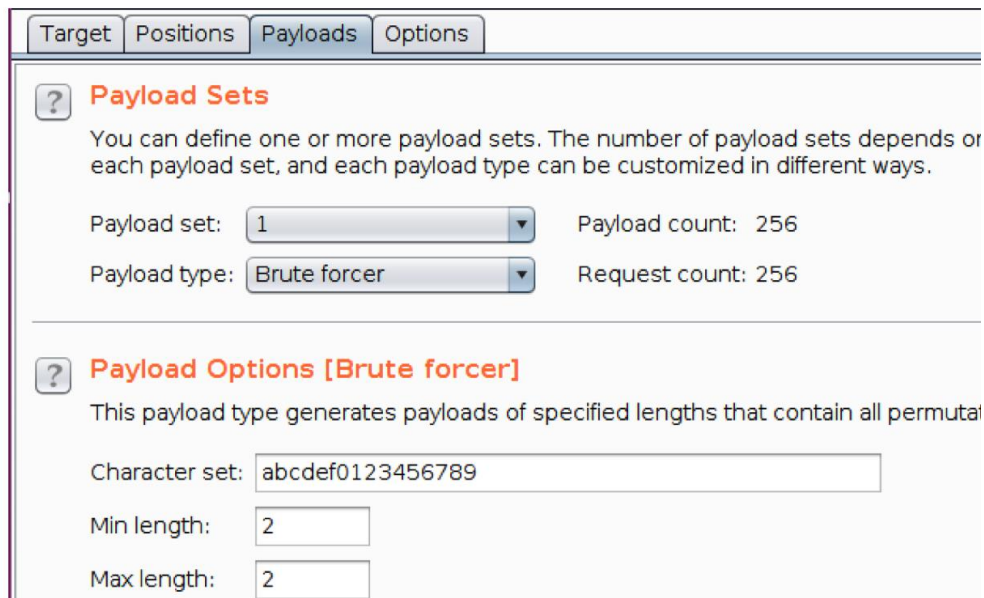 Target Positions Payloads Options
? Payload Sets
You can define one or more payload sets. The number of payload sets depends or
each payload set, and each payload type can be customized in different ways.
Payload set: 1 Payload count: 256
Payload type: Brute forcer Request count: 256
? Payload Options [Brute forcer]
This payload type generates payloads of specified lengths that contain all permutat
Character set: abcdef0123456789
Min length: 2
Max length: 2